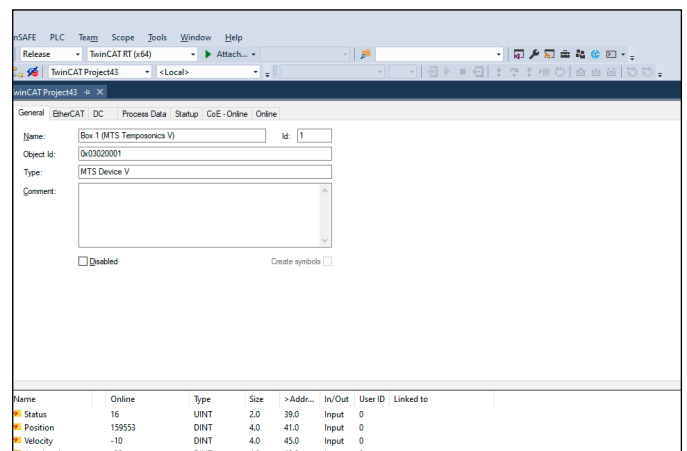 nSAFE PLC Team Scope Tools Window Help
Release TwinCAT RT (x64) Attach...
TwinCAT Project43 <Local>
winCAT Project43
General EtherCAT DC Process Data Startup CoE - Online Online
Name: Box 1 (MTS Temposonics V) Id: 1
Object Id: 0x03020001
Type: MTS Device V
Comment:
Disabled Create symbols
Name Online Type Size >Addr... In/Out User ID Linked to
Status 16 UINT 2.0 39.0 Input 0
Position 159553 DINT 4.0 41.0 Input 0
Velocity -10 DINT 4.0 45.0 Input 0